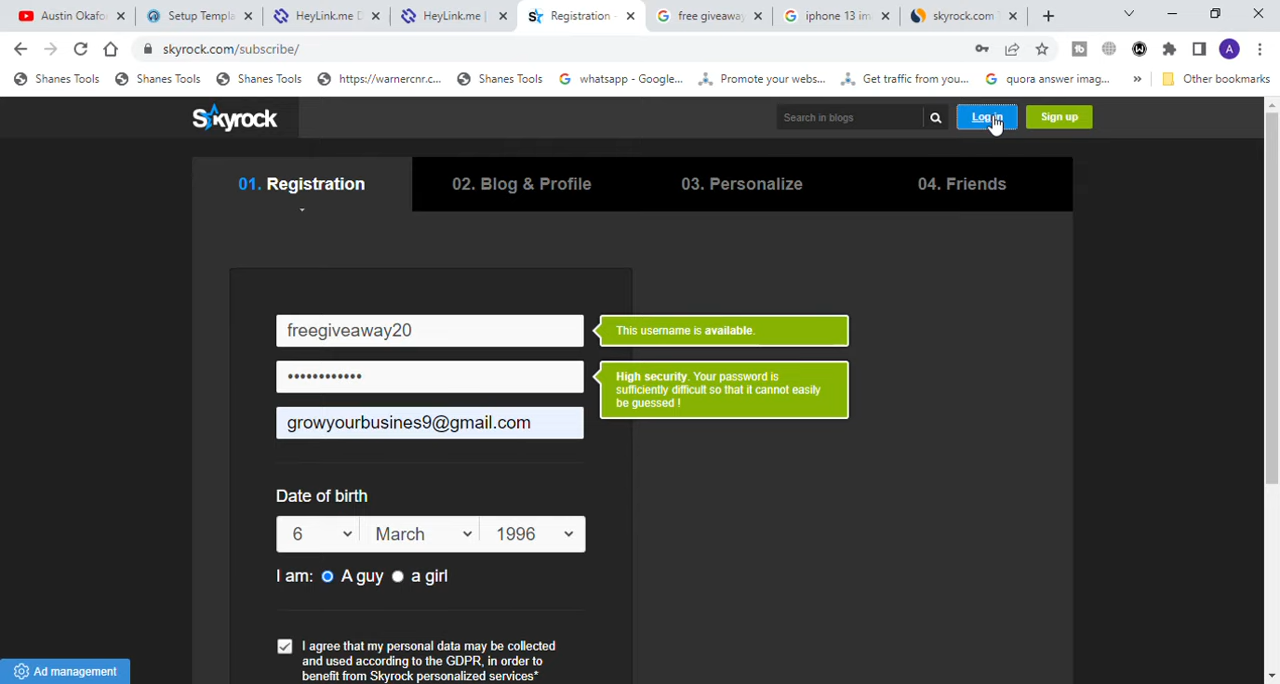 Austin Okafo
Setup Templa
HeyLink.me D
HeyLink.me |
Registration -
free giveaway
iphone 13 im
skyrock.com T
skyrock.com/subscribe/
A
Shanes Tools
Shanes Tools
Shanes Tools
https://warnercnr.c...
Shanes Tools
whatsapp - Google...
Promote your webs...
Get traffic from you...
quora answer imag...
»
Other bookmarks
Skyrock
Search in blogs
Log in
Sign up
01. Registration
02. Blog & Profile
03. Personalize
04. Friends
freegiveaway20
This username is available.
••••••••••••
High security. Your password is
sufficiently difficult so that it cannot easily
be guessed !
growyourbusines9@gmail.com
Date of birth
6
March
1996
I am: A guy a girl
I agree that my personal data may be collected
and used according to the GDPR, in order to
benefit from Skyrock personalized services*
Ad management